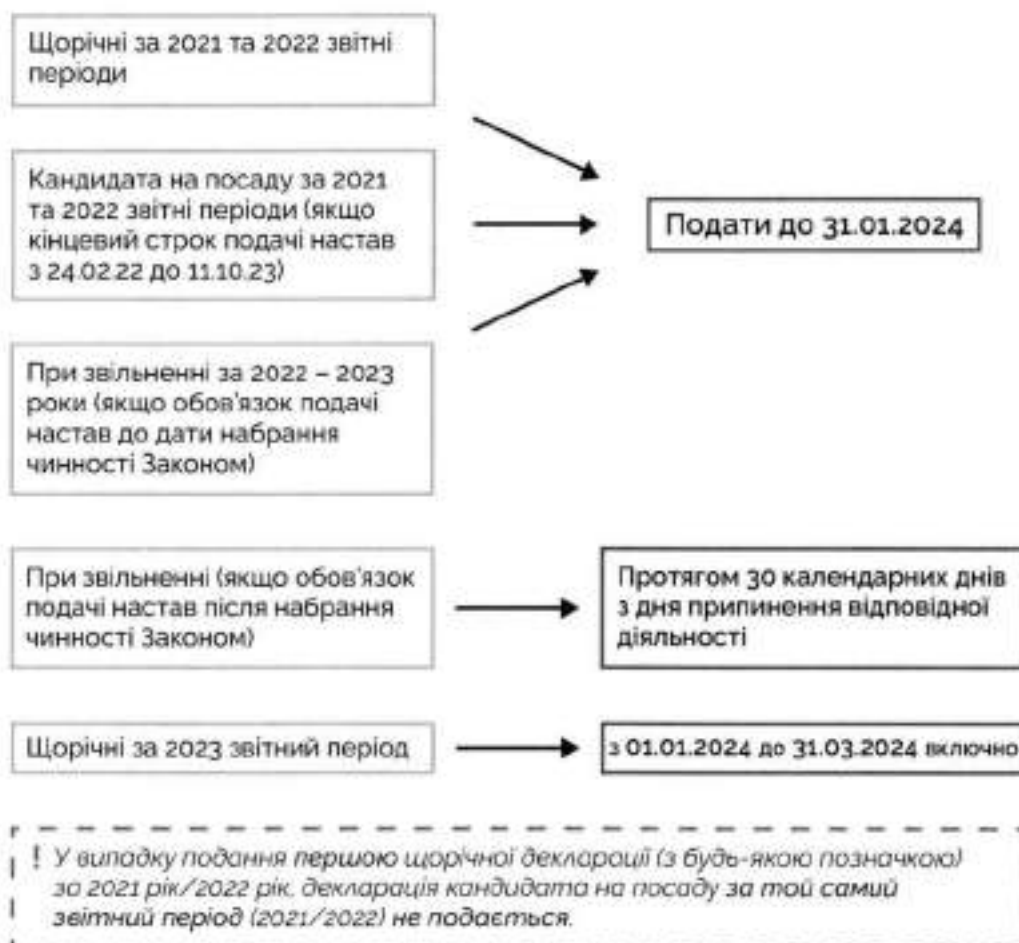 Щорічні за 2021 та 2022 звітні
періоди
Кандидата на посаду за 2021
та 2022 звітні періоди (якщо
кінцевий строк подачі настав
з 24.02.22 до 11.10.23)
Подати до 31.01.2024
При звільненні за 2022 – 2023
роки (якщо обов'язок подачі
настав до дати набрання
чинності Законом)
При звільненні (якщо обов'язок
подачі настав після набрання
чинності Законом)
Протягом 30 календарних днів
з дня припинення відповідної
діяльності
Щорічні за 2023 звітний період
з 01.01.2024 до 31.03.2024 включно
! У випадку подання першою щорічної декларації (з будь-якою позначкою)
за 2021 рік/2022 рік, декларація кандидата на посаду за той самий
звітний період (2021/2022) не подається.